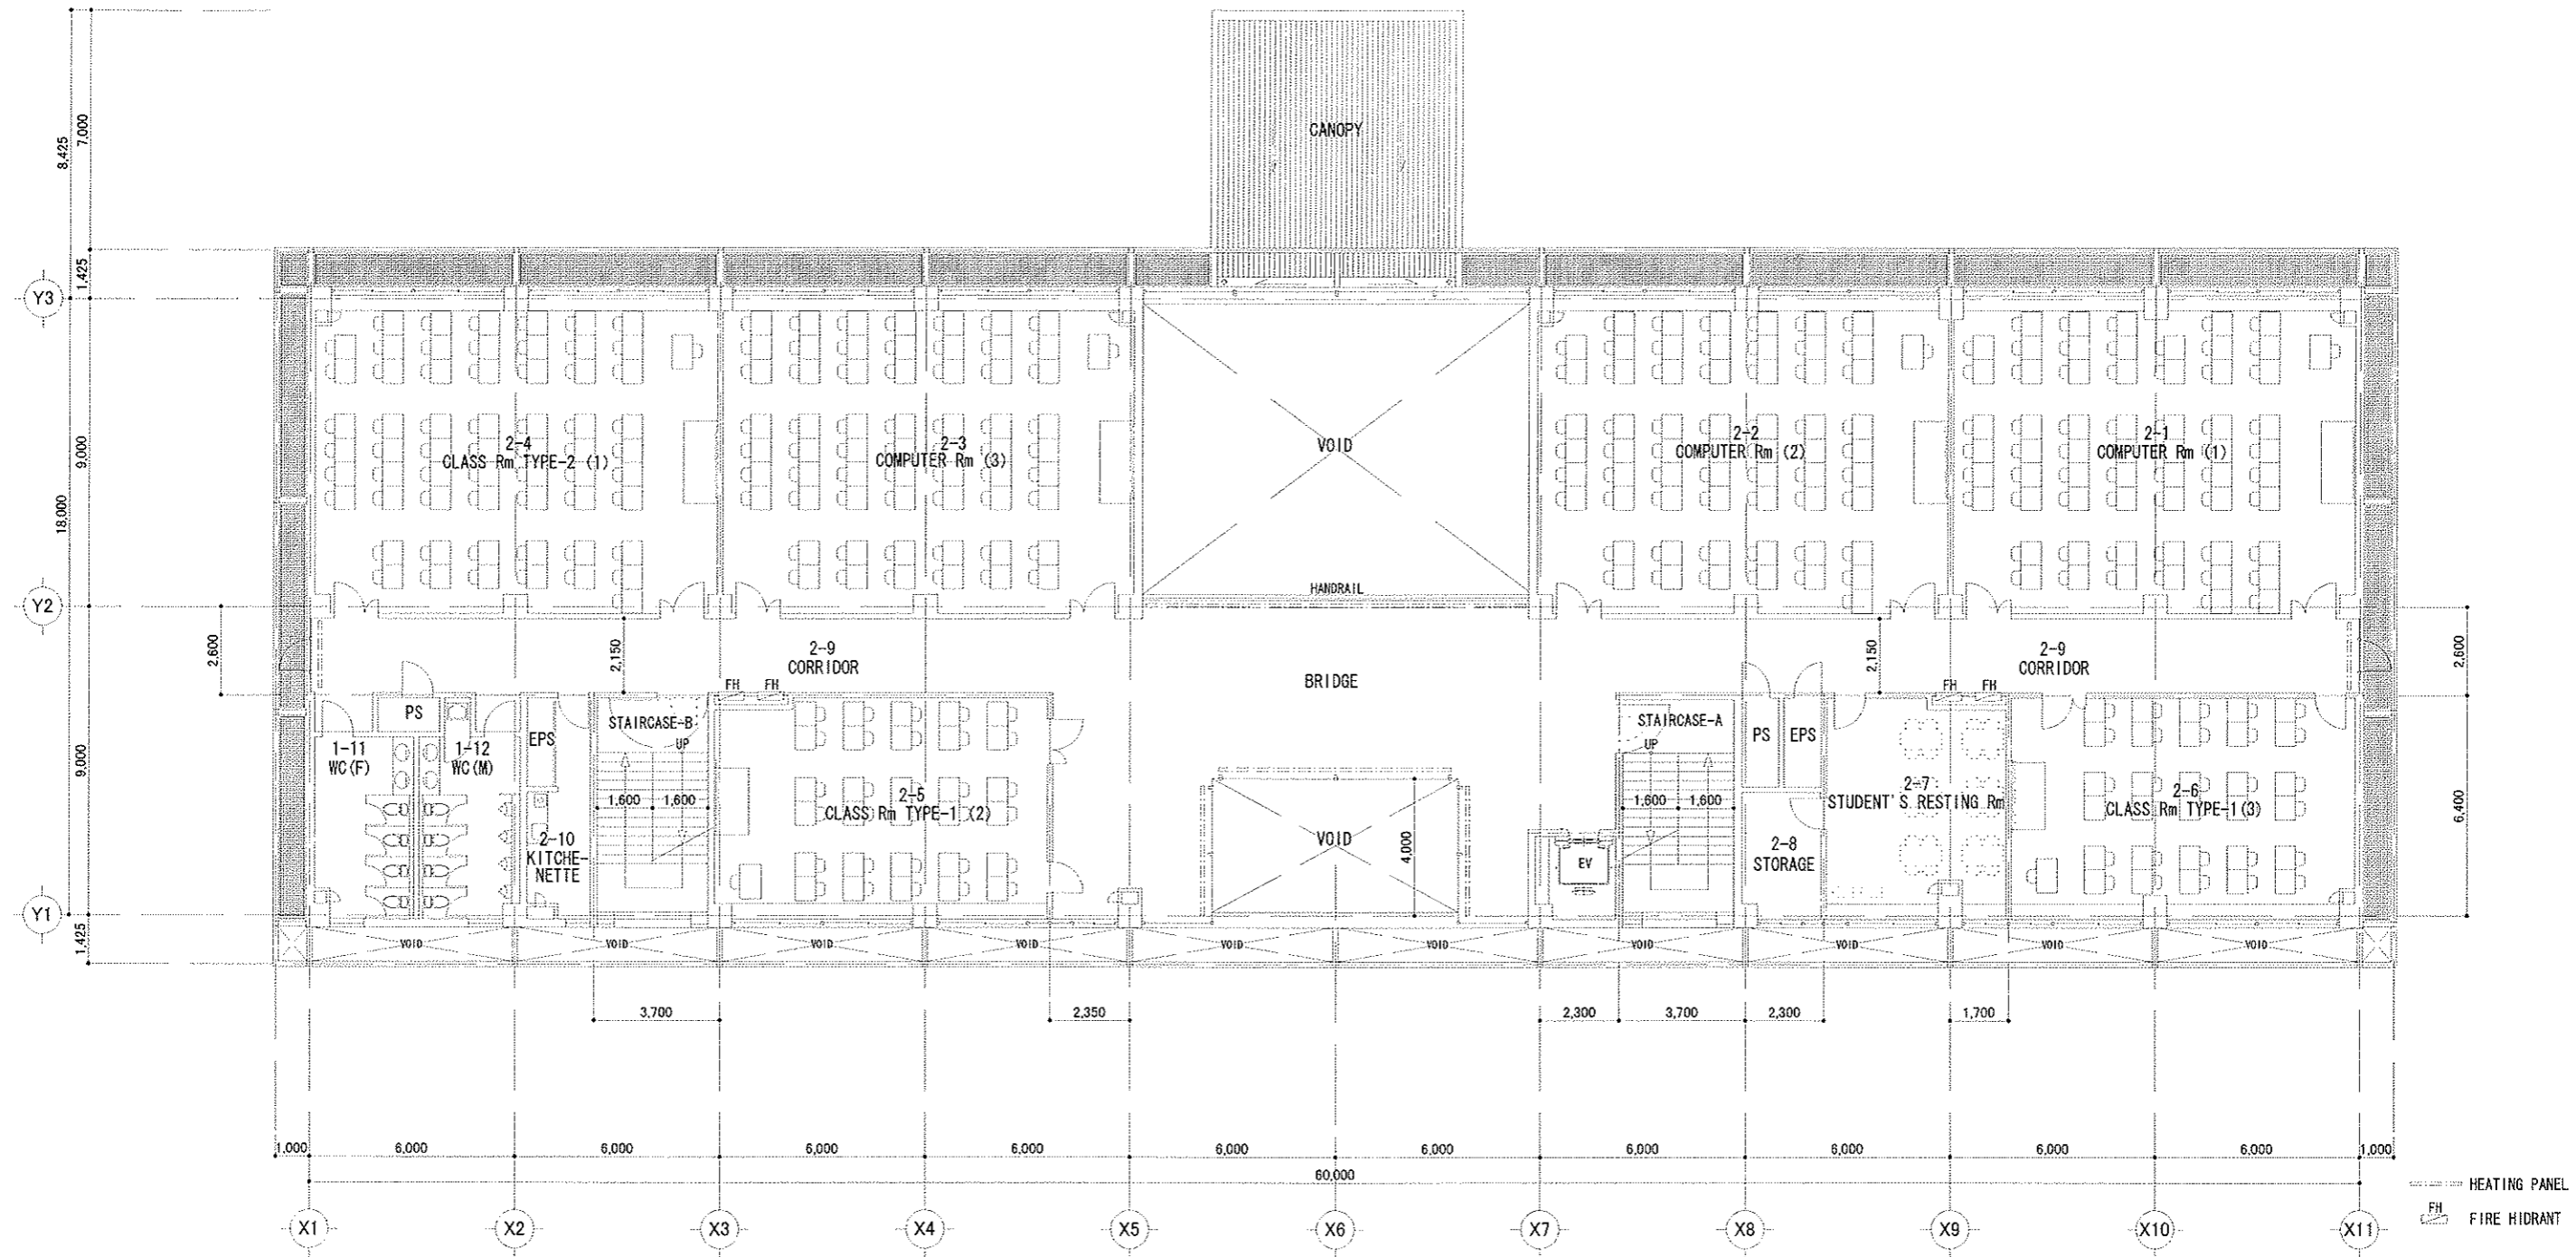 CANOPY
8,425
7,000
1,425
Y3
9,000
18,000
2-4
CLASS Rm TYPE-2 (1)
2-3
COMPUTER Rm (3)
VOID
2-2
COMPUTER Rm (2)
2-1
COMPUTER Rm (1)
HANDRAIL
Y2
2,600
2,150
2-9
CORRIDOR
BRIDGE
2,150
2-9
CORRIDOR
2,600
FH FH
FH FH
PS
STAIRCASE-B
UP
EPS
1-11
WC(F)
1-12
WC(M)
STAIRCASE-A
UP
PS
EPS
9,000
1,600 1,600
2-5
CLASS Rm TYPE-1 (2)
VOID
4,000
1,600 1,600
2-7
STUDENT'S RESTING Rm
2-6
CLASS Rm TYPE-1(3)
6,400
2-10
KITCHE-
NETTE
EV
2-8
STORAGE
Y1
1,425
VOID VOID VOID VOID VOID VOID VOID VOID VOID VOID
3,700 2,350 2,300 3,700 2,300 1,700
1,000 6,000 6,000 6,000 6,000 6,000 6,000 6,000 6,000 6,000 6,000 1,000
60,000
HEATING PANEL
FH
FIRE HIDRANT
X1 X2 X3 X4 X5 X6 X7 X8 X9 X10 X11